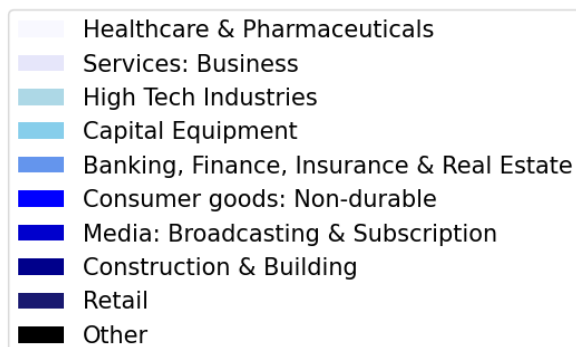 Healthcare & Pharmaceuticals
Services: Business
High Tech Industries
Capital Equipment
Banking, Finance, Insurance & Real Estate
Consumer goods: Non-durable
Media: Broadcasting & Subscription
Construction & Building
Retail
Other